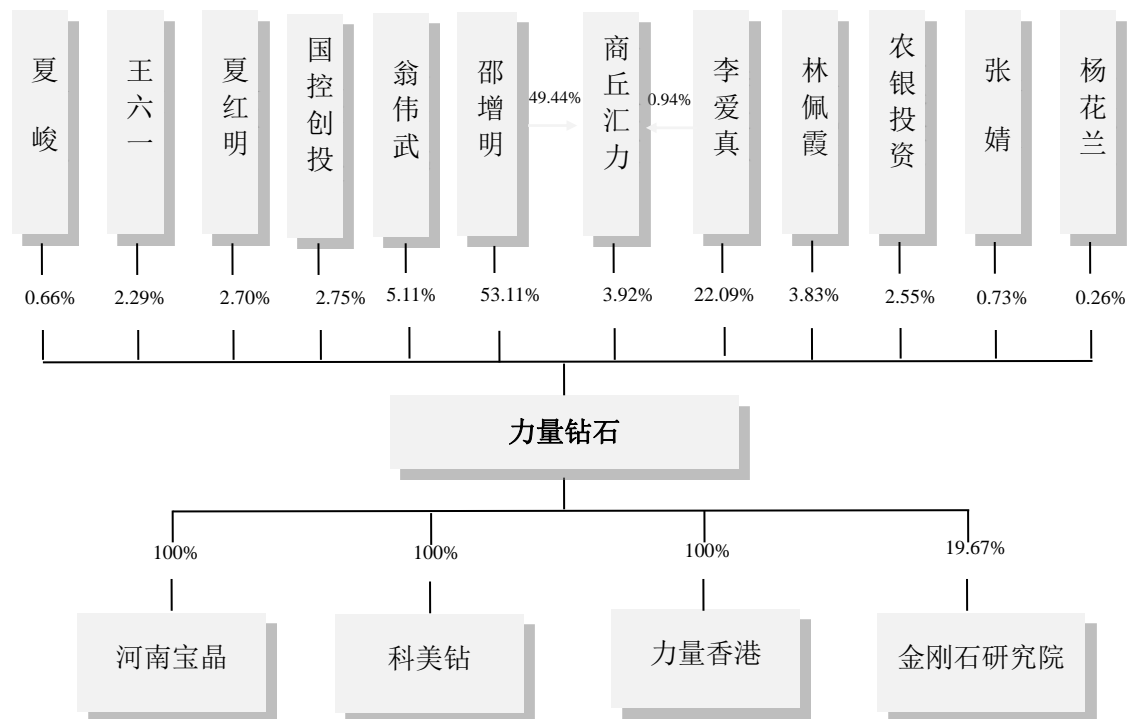 夏峻
王六一
夏红明
国控创投
翁伟武
邵增明
49.44%
商丘汇力
0.94%
李爱真
林佩霞
农银投资
张婧
杨花兰
0.66%
2.29%
2.70%
2.75%
5.11%
53.11%
3.92%
22.09%
3.83%
2.55%
0.73%
0.26%
力量钻石
100%
100%
100%
19.67%
河南宝晶
科美钻
力量香港
金刚石研究院